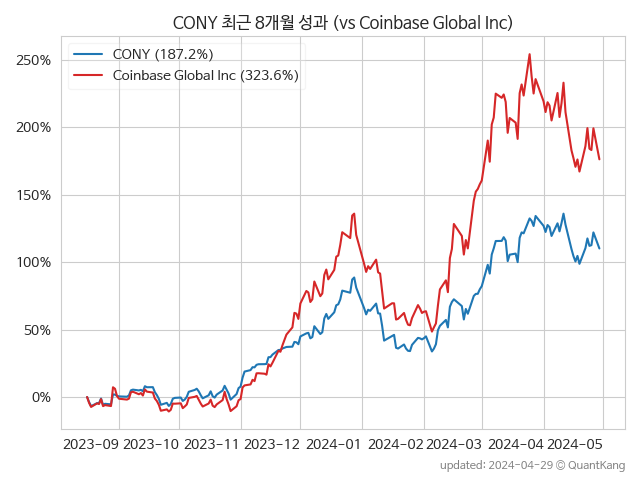 CONY 최근 8개월 성과 (vs Coinbase Global Inc)
CONY (187.2%)
Coinbase Global Inc (323.6%)
250%
200%
150%
100%
50%
0%
2023-09 2023-10 2023-11 2023-12 2024-01 2024-02 2024-03 2024-04 2024-05
updated: 2024-04-29 © QuantKang